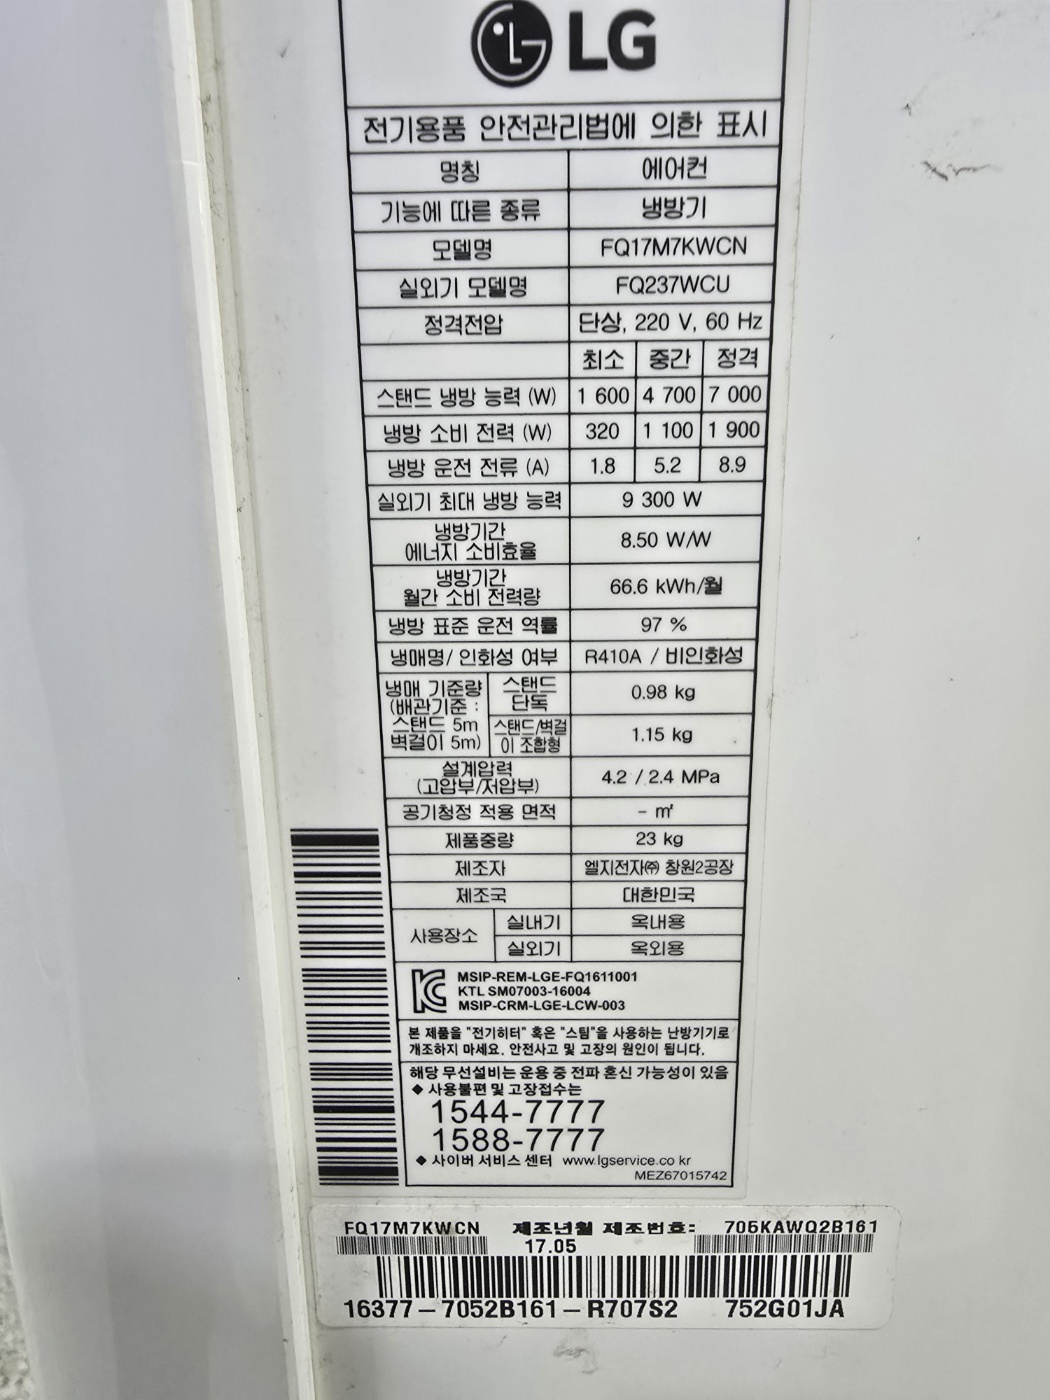 LG
전기용품 안전관리법에 의한 표시
명칭 에어컨
기능에 따른 종류 냉방기
모델명 FQ17M7KWCN
실외기 모델명 FQ237WCU
정격전압 단상, 220 V, 60 Hz
최소 중간 정격
스탠드 냉방 능력 (W) 1 600 4 700 7 000
냉방 소비 전력 (W) 320 1 100 1 900
냉방 운전 전류 (A) 1.8 5.2 8.9
실외기 최대 냉방 능력 9 300 W
냉방기간
에너지 소비효율 8.50 W/W
냉방기간
월간 소비 전력량 66.6 kWh/월
냉방 표준 운전 역률 97 %
냉매명/ 인화성 여부 R410A / 비인화성
냉매 기준량
(배관기준 :
스탠드 5m
벽걸이 5m)
스탠드
단독 0.98 kg
스탠드/벽걸
이 조합형 1.15 kg
설계압력
(고압부/저압부) 4.2 / 2.4 MPa
공기청정 적용 면적 - ㎡
제품중량 23 kg
제조자 엘지전자㈜ 창원2공장
제조국 대한민국
사용장소 실내기 옥내용
실외기 옥외용
MSIP-REM-LGE-FQ1611001
KTL SM07003-16004
MSIP-CRM-LGE-LCW-003
본 제품을 "전기히터" 혹은 "스팀"을 사용하는 난방기기로
개조하지 마세요. 안전사고 및 고장의 원인이 됩니다.
해당 무선설비는 운용 중 전파 혼신 가능성이 있음
◆ 사용불편 및 고장접수는
1544-7777
1588-7777
◆ 사이버 서비스 센터 www.lgservice.co kr
MEZ67015742
FQ17M7KWCN 제조년월 제조번호: 705KAWQ2B161
17.05
16377-7052B161-R707S2 752G01JA